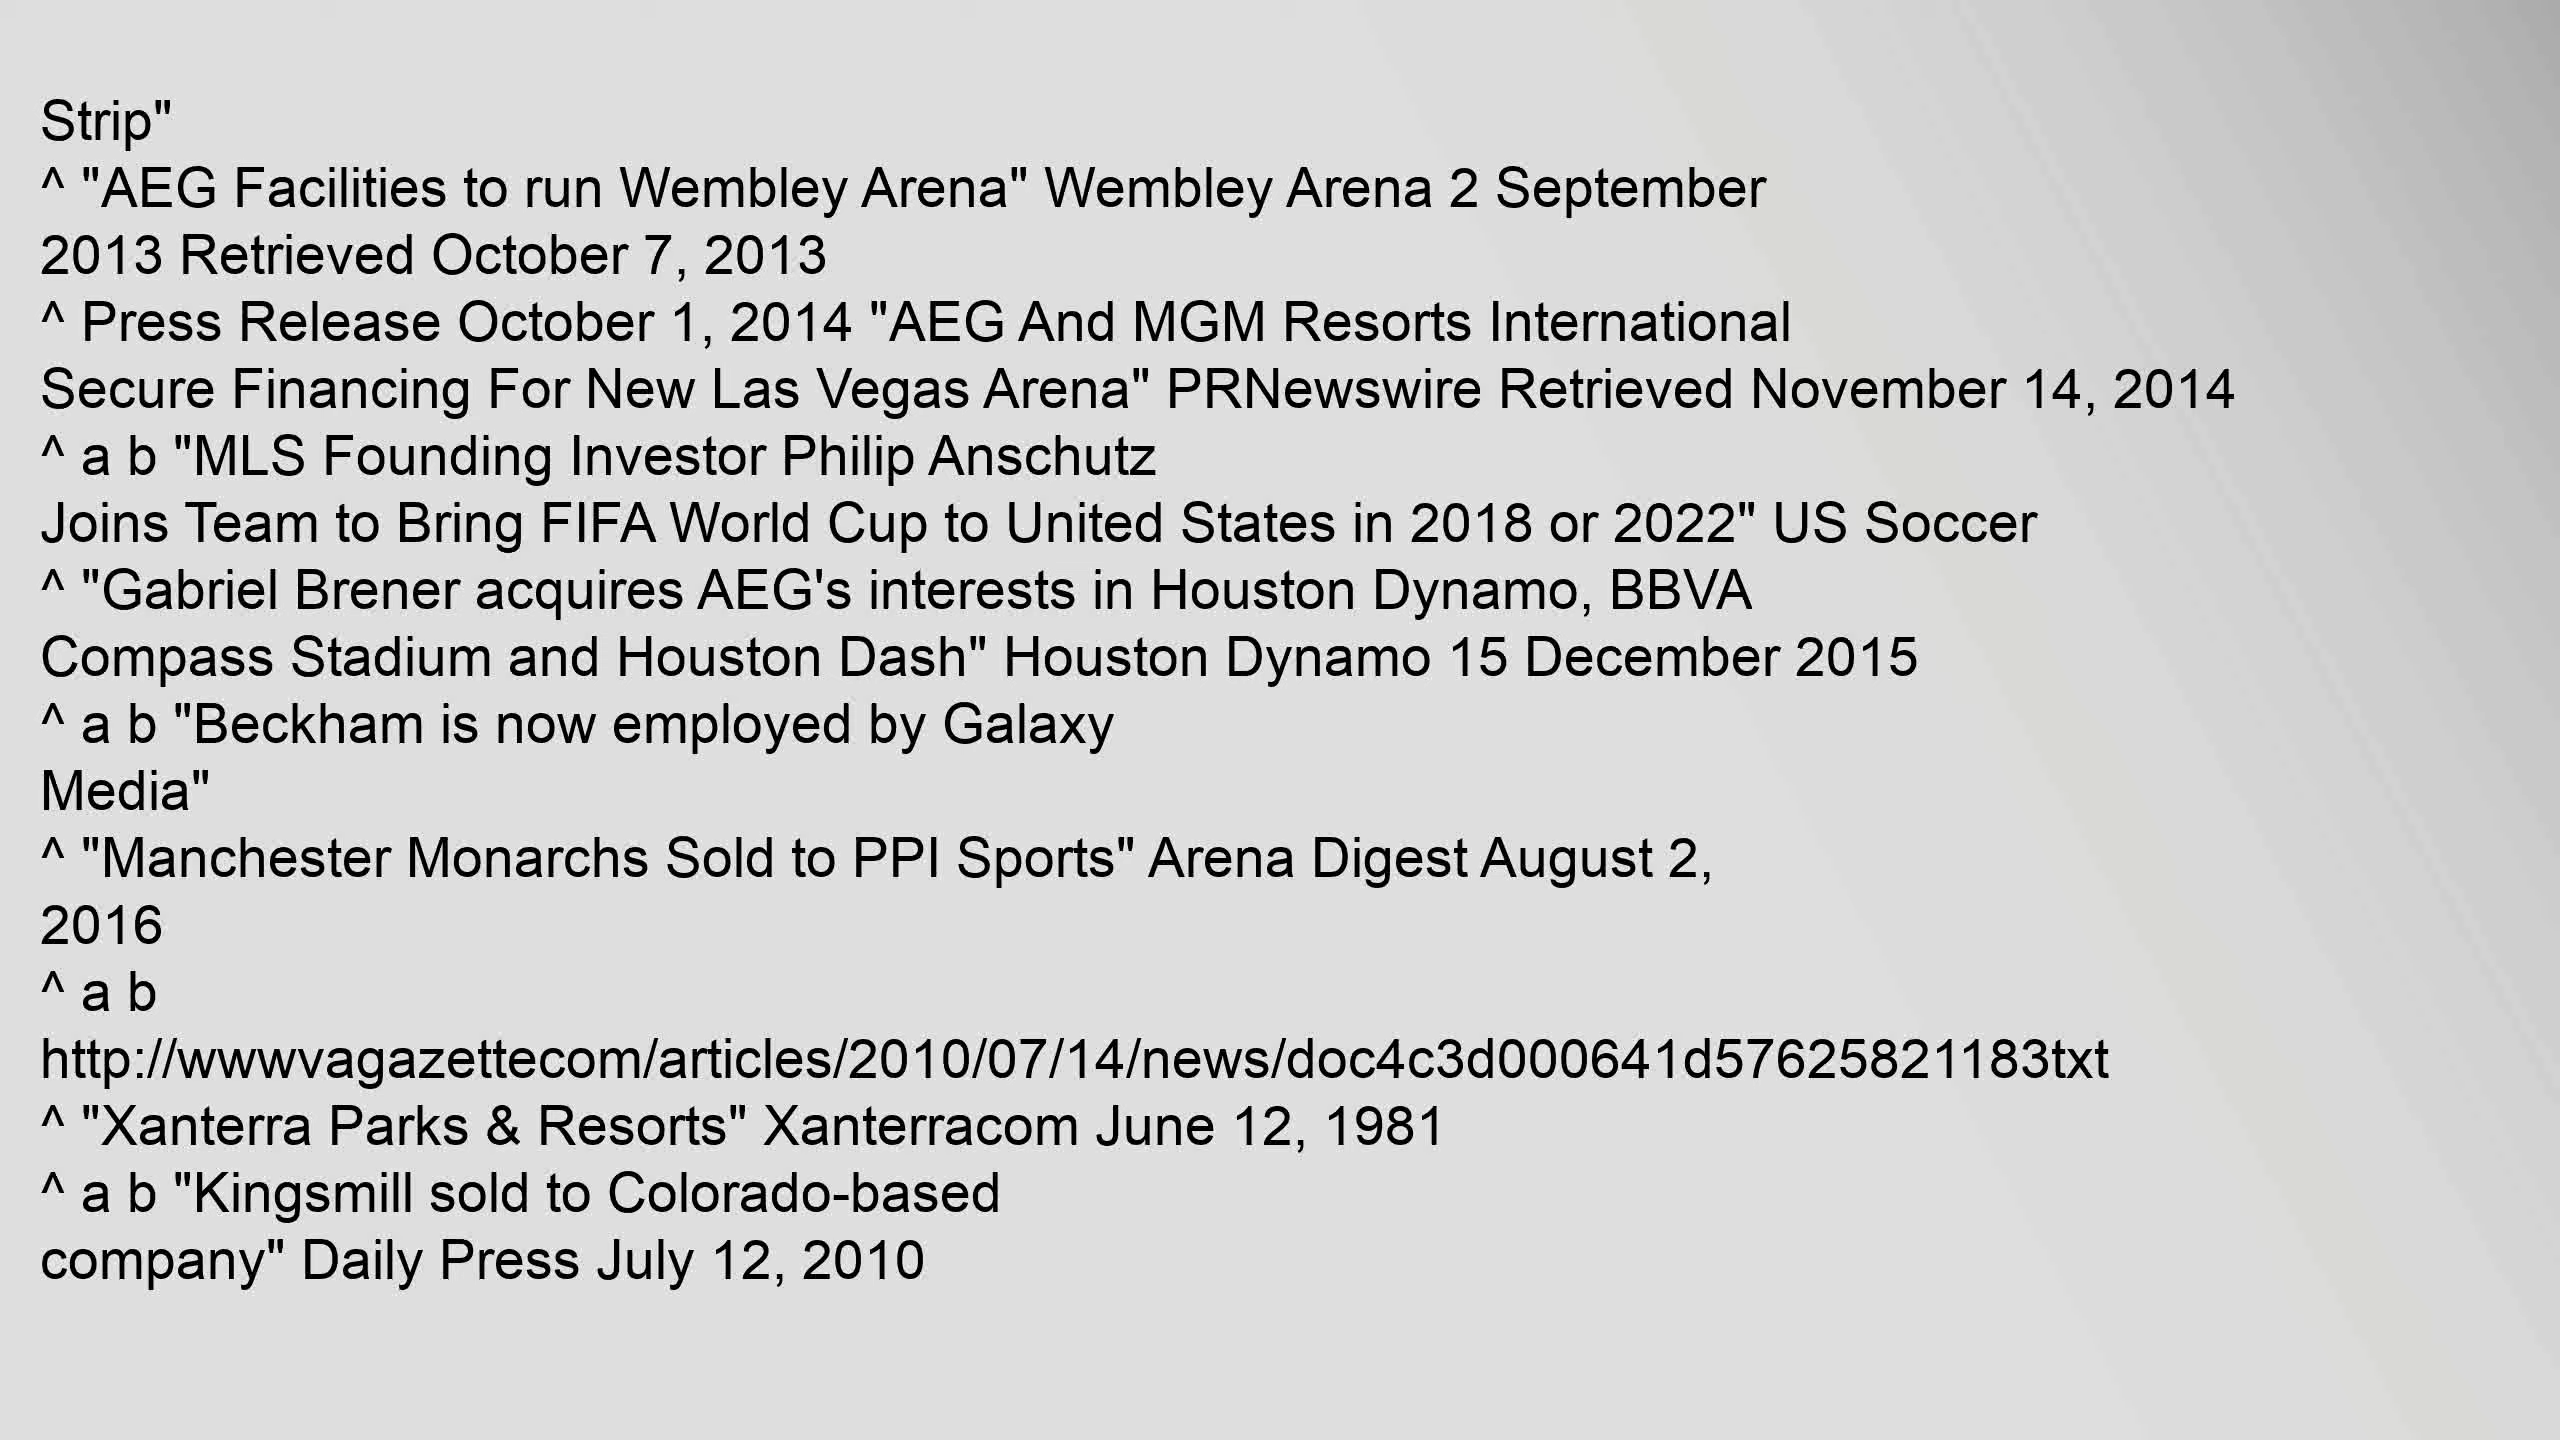 Strip"
^ "AEG Facilities to run Wembley Arena" Wembley Arena 2 September
2013 Retrieved October 7, 2013
^ Press Release October 1, 2014 "AEG And MGM Resorts International
Secure Financing For New Las Vegas Arena" PRNewswire Retrieved November 14, 2014
^ a b "MLS Founding Investor Philip Anschutz
Joins Team to Bring FIFA World Cup to United States in 2018 or 2022" US Soccer
^ "Gabriel Brener acquires AEG's interests in Houston Dynamo, BBVA
Compass Stadium and Houston Dash" Houston Dynamo 15 December 2015
^ a b "Beckham is now employed by Galaxy
Media"
^ "Manchester Monarchs Sold to PPI Sports" Arena Digest August 2,
2016
^ a b
http://wwwvagazettecom/articles/2010/07/14/news/doc4c3d000641d57625821183txt
^ "Xanterra Parks & Resorts" Xanterracom June 12, 1981
^ a b "Kingsmill sold to Colorado-based
company" Daily Press July 12, 2010